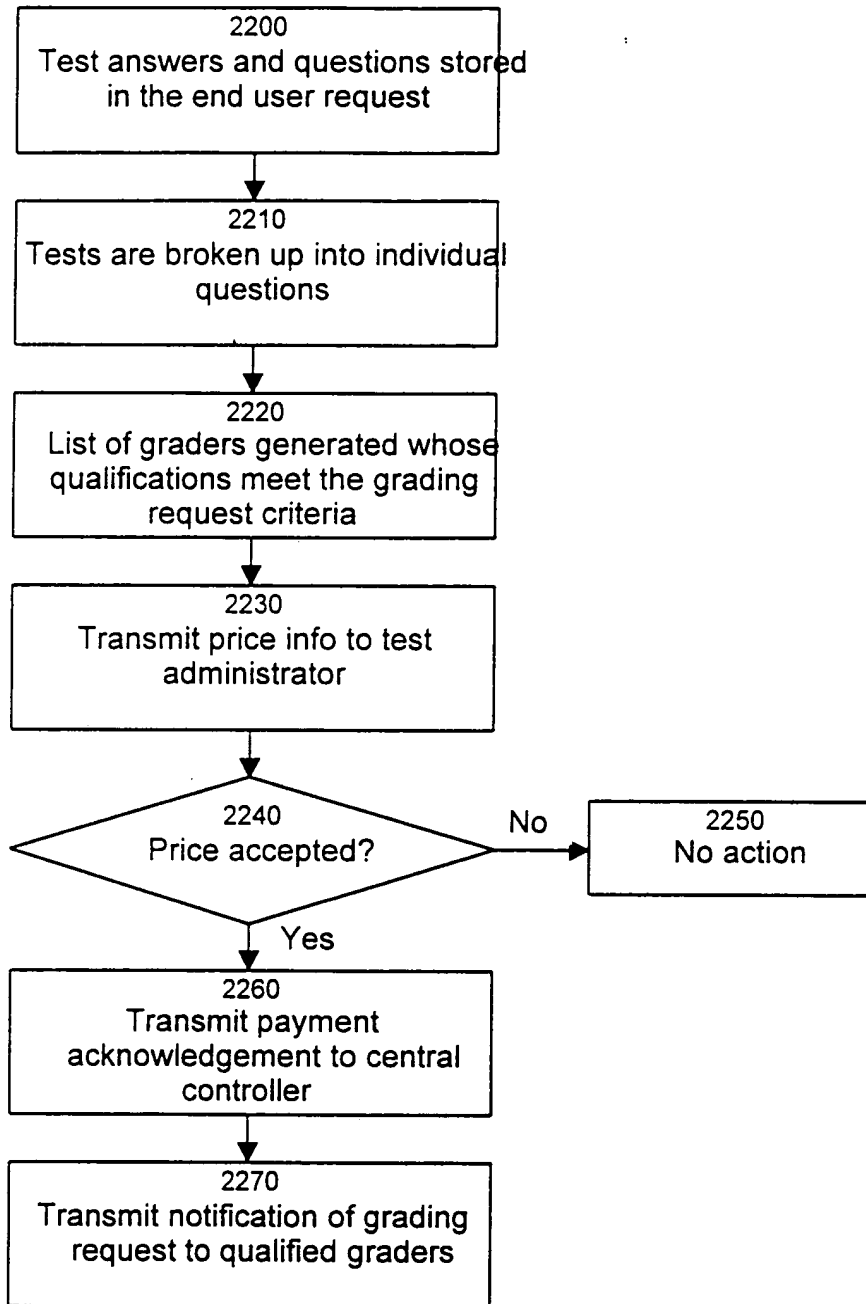 2200
Test answers and questions stored
in the end user request
2210
Tests are broken up into individual
questions
2220
List of graders generated whose
qualifications meet the grading
request criteria
2230
Transmit price info to test
administrator
2240
Price accepted?
No
2250
No action
Yes
2260
Transmit payment
acknowledgement to central
controller
2270
Transmit notification of grading
request to qualified graders